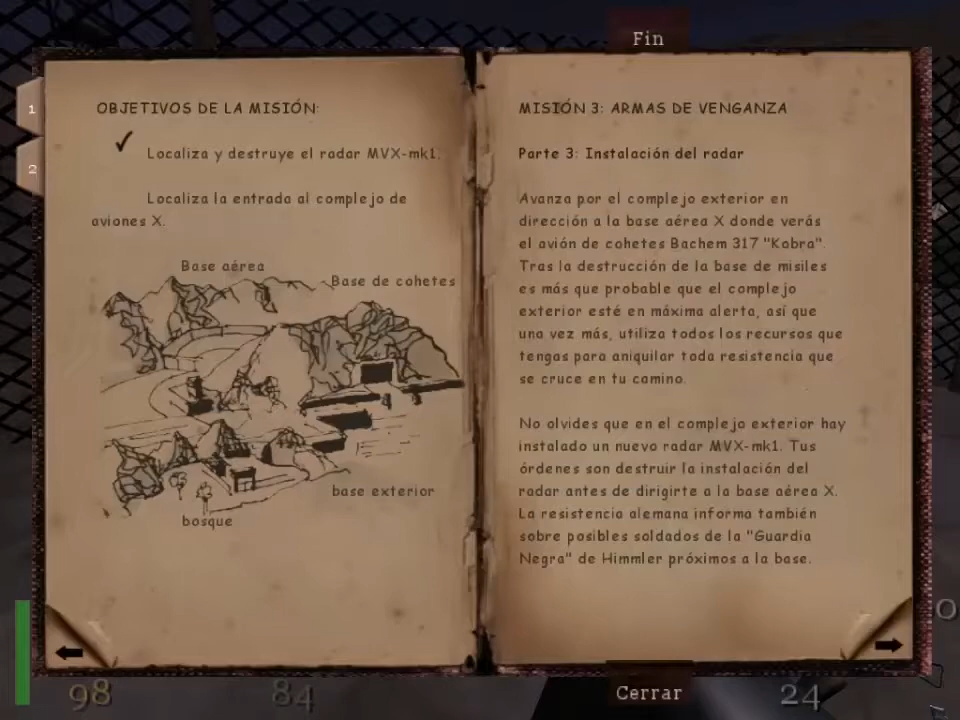 Fin
1
2
OBJETIVOS DE LA MISIÓN:
Localiza y destruye el radar MVX-mk1.
Localiza la entrada al complejo de
aviones X.
Base aérea
Base de cohetes
base exterior
bosque
MISIÓN 3: ARMAS DE VENGANZA
Parte 3: Instalación del radar
Avanza por el complejo exterior en
dirección a la base aérea X donde verás
el avión de cohetes Bachem 317 "Kobra".
Tras la destrucción de la base de misiles
es más que probable que el complejo
exterior esté en máxima alerta, así que
una vez más, utiliza todos los recursos que
tengas para aniquilar toda resistencia que
se cruce en tu camino.
No olvides que en el complejo exterior hay
instalado un nuevo radar MVX-mk1. Tus
órdenes son destruir la instalación del
radar antes de dirigirte a la base aérea X.
La resistencia alemana informa también
sobre posibles soldados de la "Guardia
Negra" de Himmler próximos a la base.
98
84
Cerrar
24
0